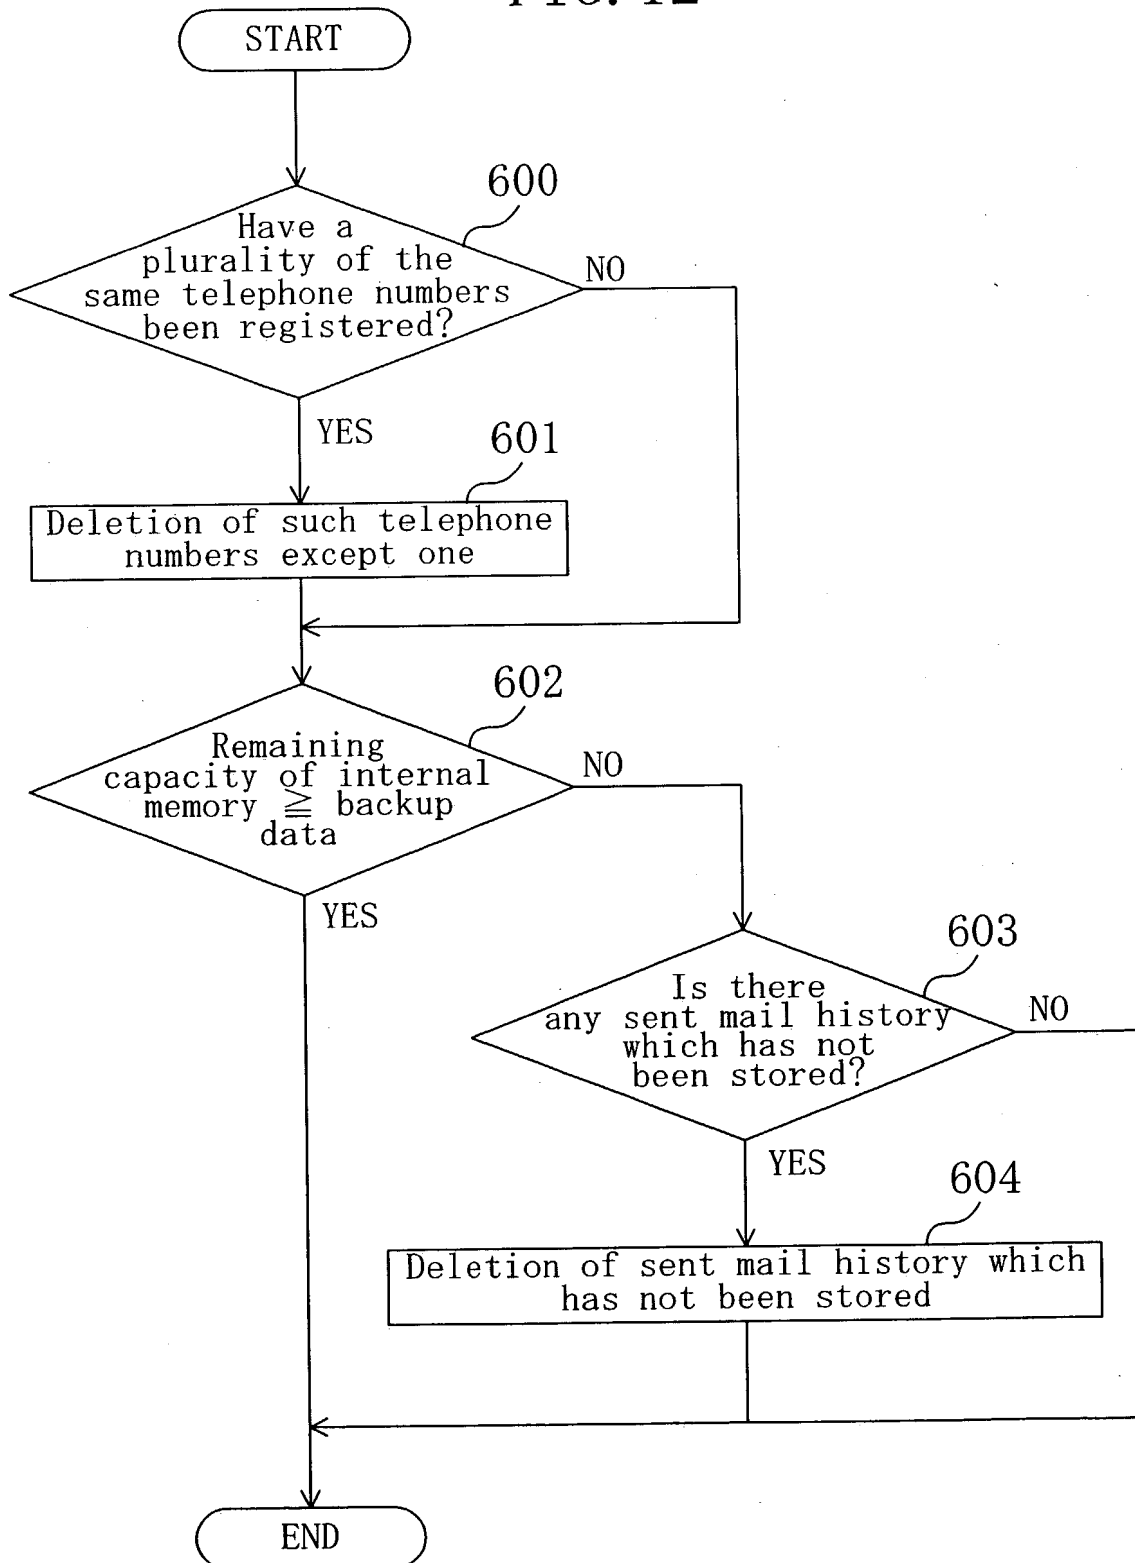 START
600
Have a
plurality of the
same telephone numbers
been registered?
NO
YES
601
Deletion of such telephone
numbers except one
602
Remaining
capacity of internal
memory ≧ backup
data
NO
YES
603
Is there
any sent mail history
which has not
been stored?
NO
YES
604
Deletion of sent mail history which
has not been stored
END